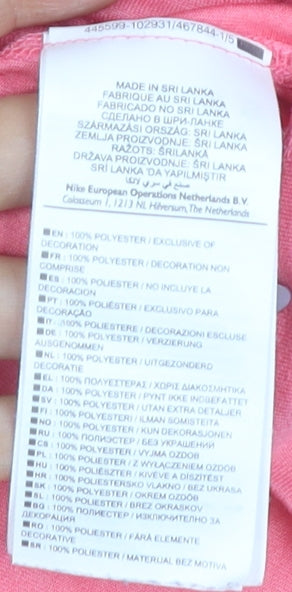 445599-102931/467844-1/5
MADE IN SRI LANKA
FABRIQUE AU SRI LANKA
FABRICADO NO SRI LANKA
СДЕЛАНО В ШРИ-ЛАНКЕ
SZÁRMAZÁSI ORSZÁG: SRI LANKA
ZEMLJA PROIZVODNJE: ŠRI LANKA
RAŽOTS: ŠRILANKĀ
DRŽAVA PROIZVODNJE: ŠRI LANKA
SRİ LANKA 'DA YAPILMIŞTIR
صنع في سري لانكا
Nike European Operations Netherlands B.V.
Colosseum 1, 1213 NL Hilversum, The Netherlands
EN: 100% POLYESTER / EXCLUSIVE OF
DECORATION
FR: 100% POLYESTER / DECORATION NON
COMPRISE
ES: 100% POLIÉSTER / NO INCLUYE LA
DECORACIÓN
PT: 100% POLIÉSTER / EXCLUSIVO PARA
DECORAÇÃO
IT: 100% POLIESTERE / DECORAZIONI ESCLUSE
DE: 100% POLYESTER / VERZIERUNG
AUSGENOMMEN
NL: 100% POLYESTER / UITGEZONDERD
DECORATIE
EL: 100% ΠΟΛΥΕΣΤΕΡΑΣ / ΧΩΡΙΣ ΔΙΑΚΟΣΜΗΤΙΚΑ
DA: 100% POLYESTER / PYNT IKKE INDBEFATTET
SV: 100% POLYESTER / UTAN EXTRA DETALJER
FI: 100% POLYESTERI / ILMAN SOMISTEITA
NO: 100% POLYESTER / KUN DEKORASJONEN
RU: 100% ПОЛИЭСТЕР / БЕЗ УКРАШЕНИЙ
CS: 100% POLYESTER / VYJMA OZDOB
PL: 100% POLIESTER / Z WYŁĄCZENIEM OZDÓB
HU: 100% POLIÉSZTER / KIVÉVE A DÍSZÍTÉST
HR: 100% POLIESTERSKO VLAKNO / BEZ UKRASA
SK: 100% POLYESTER / OKREM OZDÔB
SL: 100% POLIESTER / BREZ OKRASKOV
BG: 100% ПОЛИЕСТЕР / ИЗКЛЮЧИТЕЛНО ЗА
ДЕКОРАЦИЯ
RO: 100% POLIESTER / FĂRĂ ELEMENTE
DECORATIVE
SR: 100% POLIESTER / MATERIJAL BEZ MOTIVA